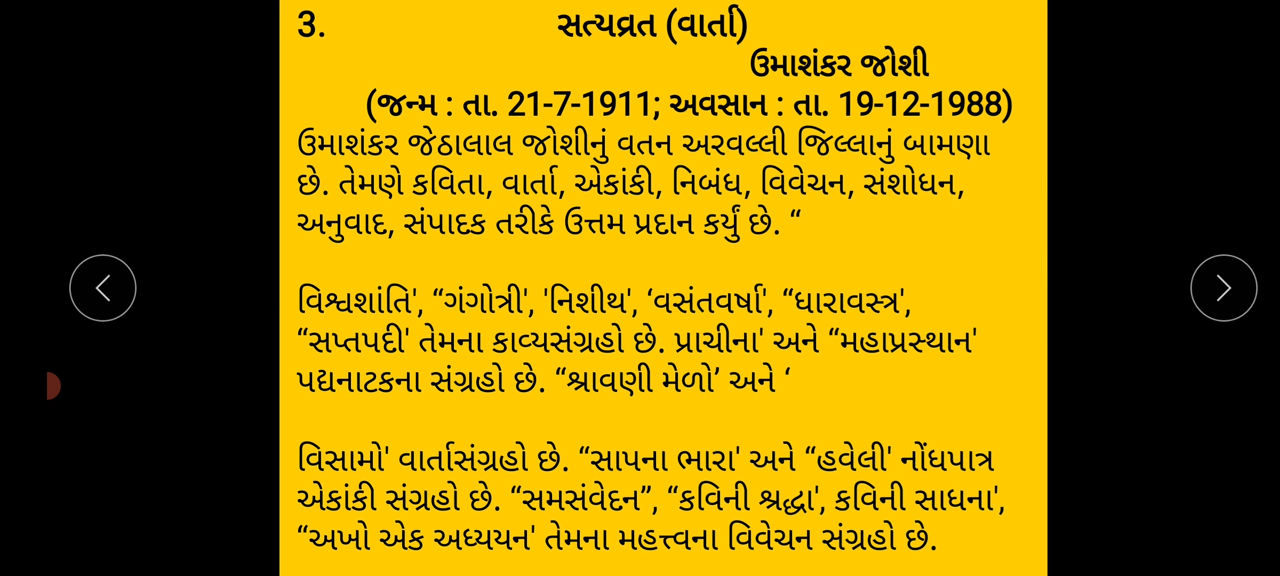 3. સત્યવ્રત (વાર્તા)
ઉમાશંકર જોશી
(જન્મ : તા. 21-7-1911; અવસાન : તા. 19-12-1988)
ઉમાશંકર જેઠાલાલ જોશીનું વતન અરવલ્લી જિલ્લાનું બામણા
છે. તેમણે કવિતા, વાર્તા, એકાંકી, નિબંધ, વિવેચન, સંશોધન,
અનુવાદ, સંપાદક તરીકે ઉત્તમ પ્રદાન કર્યું છે. “
વિશ્વશાંતિ', “ગંગોત્રી', 'નિશીથ', ‘વસંતવર્ષા', “ધારાવસ્ત્ર',
“સપ્તપદી' તેમના કાવ્યસંગ્રહો છે. પ્રાચીના' અને “મહાપ્રસ્થાન'
પદ્યનાટકના સંગ્રહો છે. “શ્રાવણી મેળો’ અને ‘
વિસામો' વાર્તાસંગ્રહો છે. “સાપના ભારા' અને “હવેલી' નોંધપાત્ર
એકાંકી સંગ્રહો છે. “સમસંવેદન”, “કવિની શ્રદ્ધા', કવિની સાધના',
“અખો એક અધ્યયન' તેમના મહત્ત્વના વિવેચન સંગ્રહો છે.